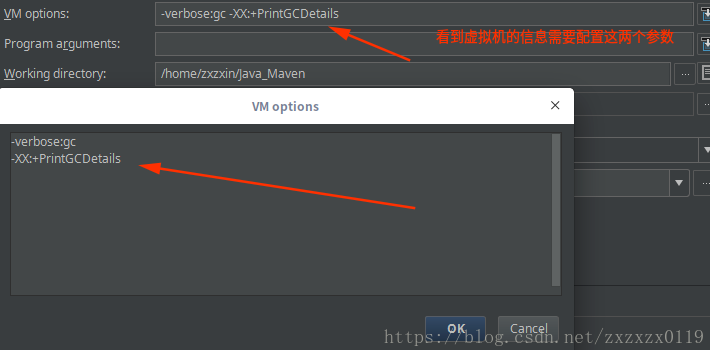 VM options:
-verbose:gc -XX:+PrintGCDetails
看到虚拟机的信息需要配置这两个参数
Program arguments:
Working directory:
/home/zxzxin/Java_Maven
VM options
-verbose:gc
-XX:+PrintGCDetails
OK
Cancel
https://blog.csdn.net/zxzxzx0119